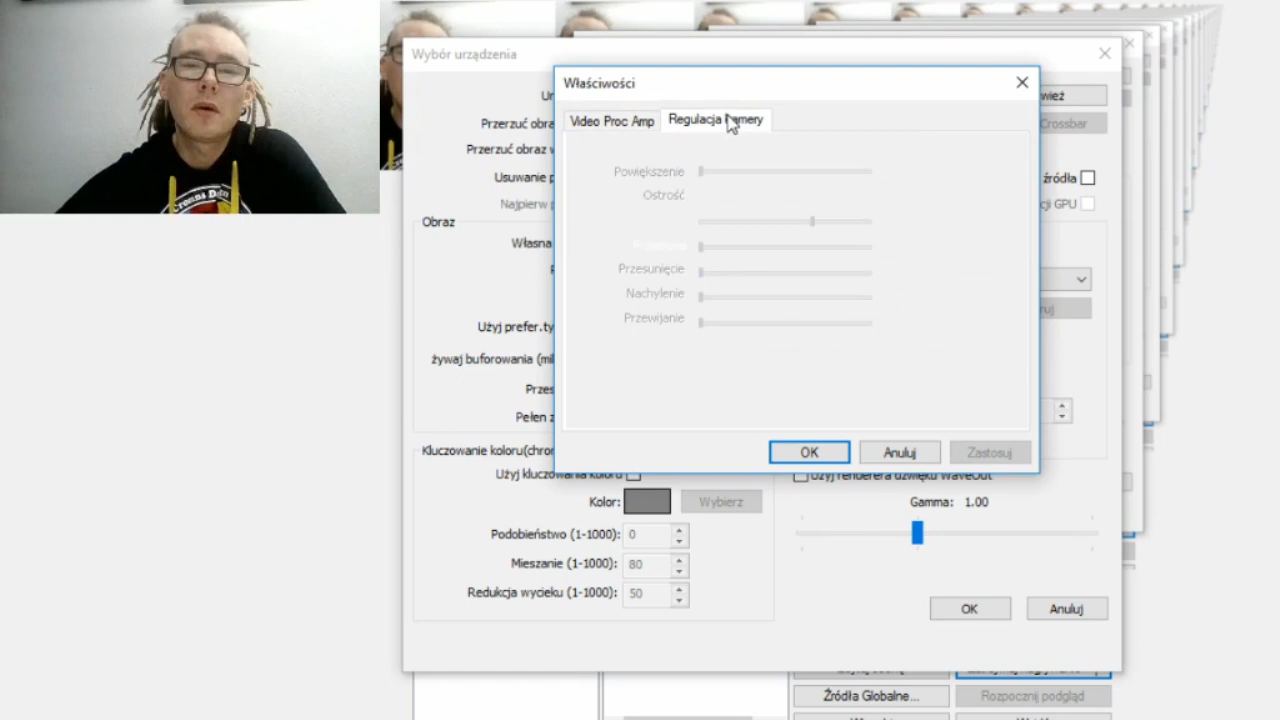 Wybór urządzenia
Właściwości
Ur
wież
Video Proc Amp
Regulacja
Przerzuć obra
Crossbar
Przerzuć obraz w
Powiększenie
Usuwanie p
źródła
Ostrość
Najpierw p
cji GPU
Obraz
Własna
Przesunięcie
Nachylenie
Przewijanie
Użyj prefer.ty
żywaj buforowania (mil
Przes
Pełen z
OK
Anuluj
Zastosuj
Kluczowanie koloru(chron
Użyj kluczowania koloru
Użyj renderera dźwięku WaveOut
Kolor:
Wybierz
Gamma: 1.00
Podobieństwo (1-1000): 0
Mieszanie (1-1000): 80
Redukcja wycieku (1-1000): 50
OK
Anuluj
Źródła Globalne...
Rozpocznij podgląd